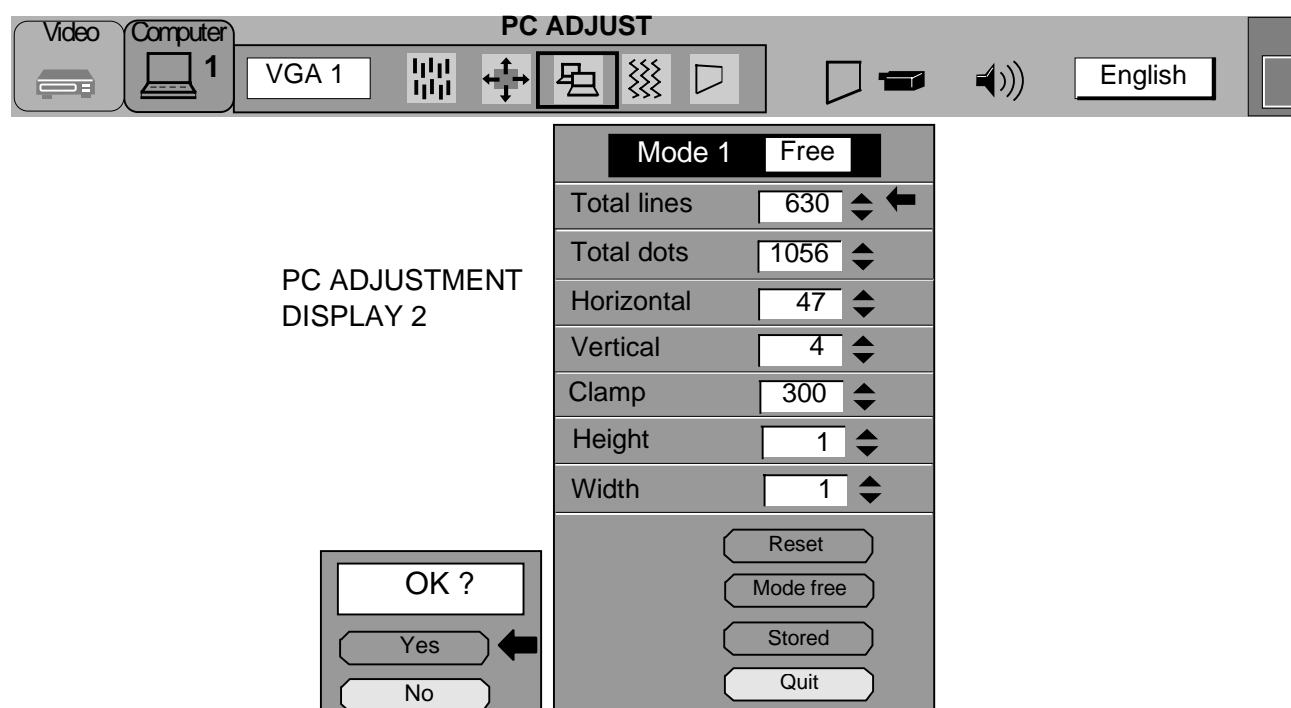 PC ADJUST
Video
Computer
1
VGA 1
English
Mode 1 Free
Total lines 630
Total dots 1056
Horizontal 47
Vertical 4
Clamp 300
Height 1
Width 1
Reset
Mode free
Stored
Quit
PC ADJUSTMENT
DISPLAY 2
OK ?
Yes
No